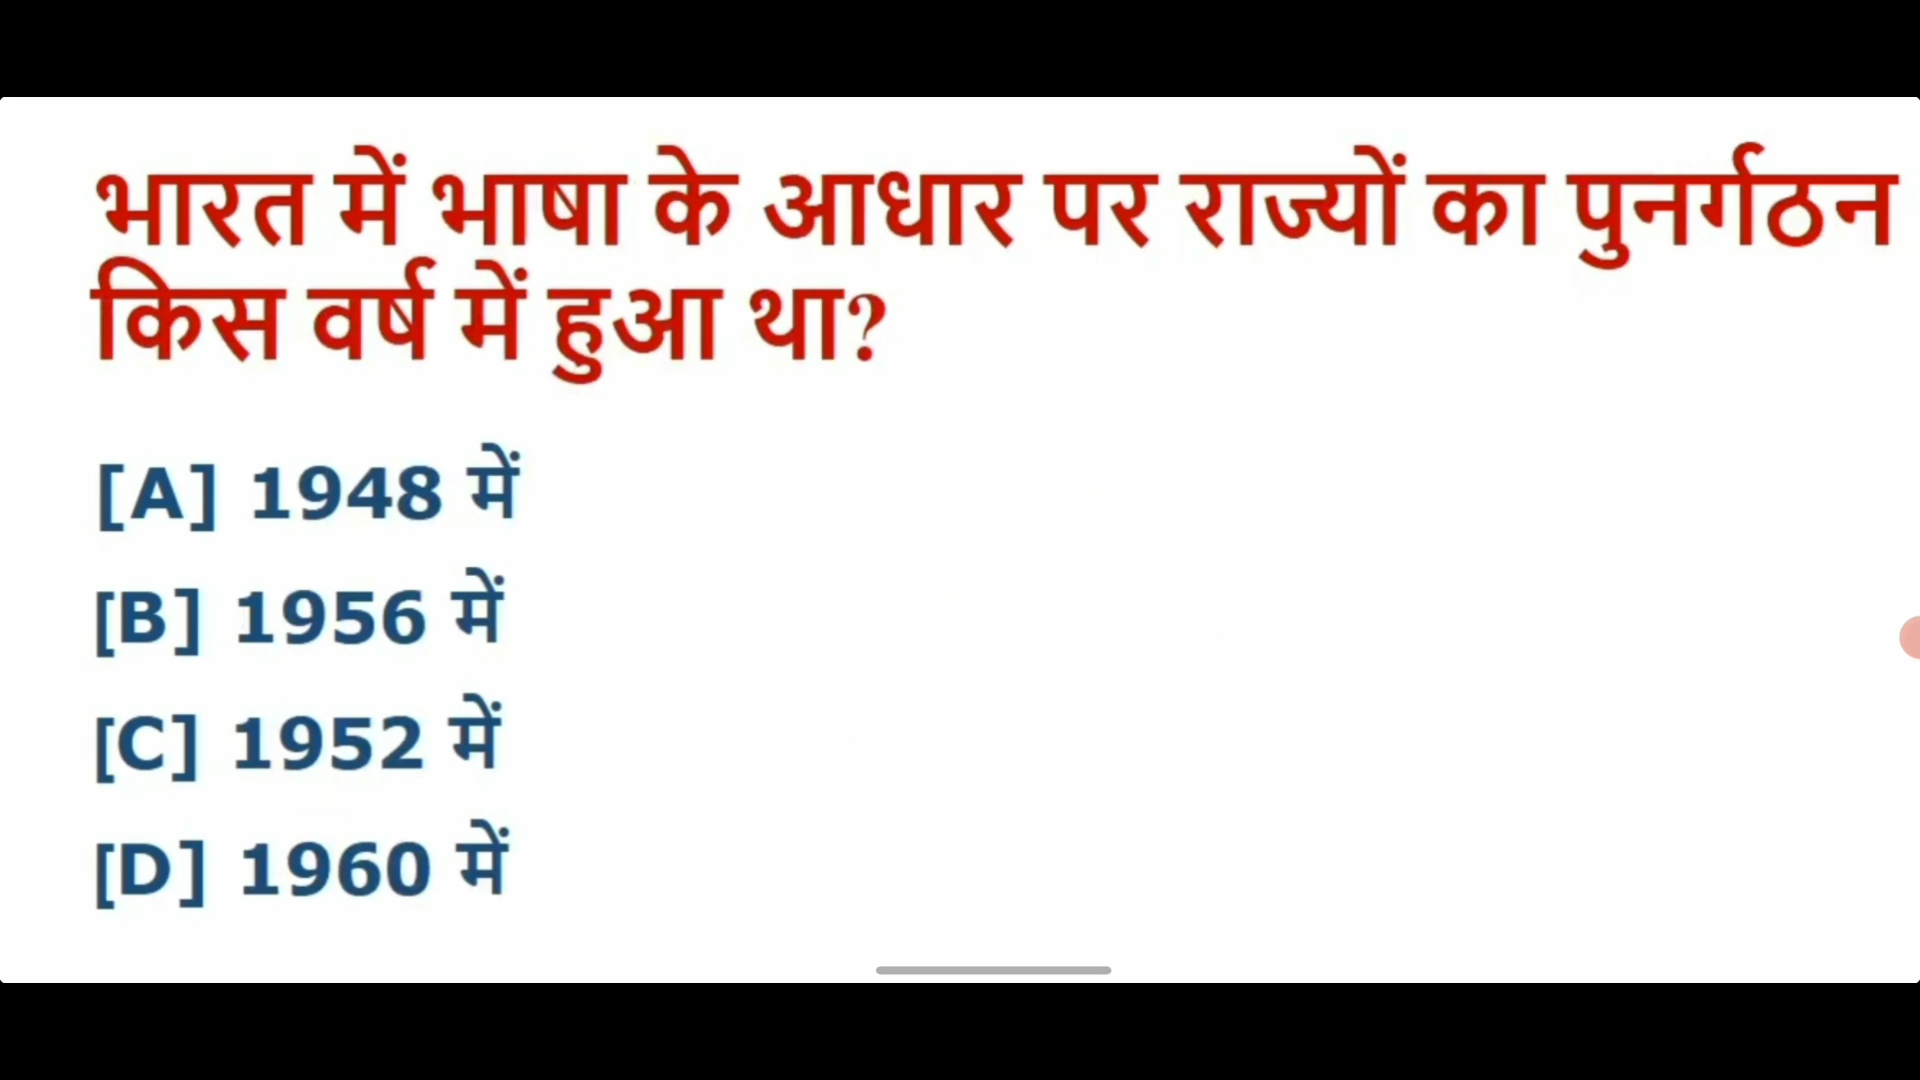 भारत में भाषा के आधार पर राज्यों का पुनर्गठन
किस वर्ष में हुआ था?
[A] 1948 में
[B] 1956 में
[C] 1952 में
[D] 1960 में